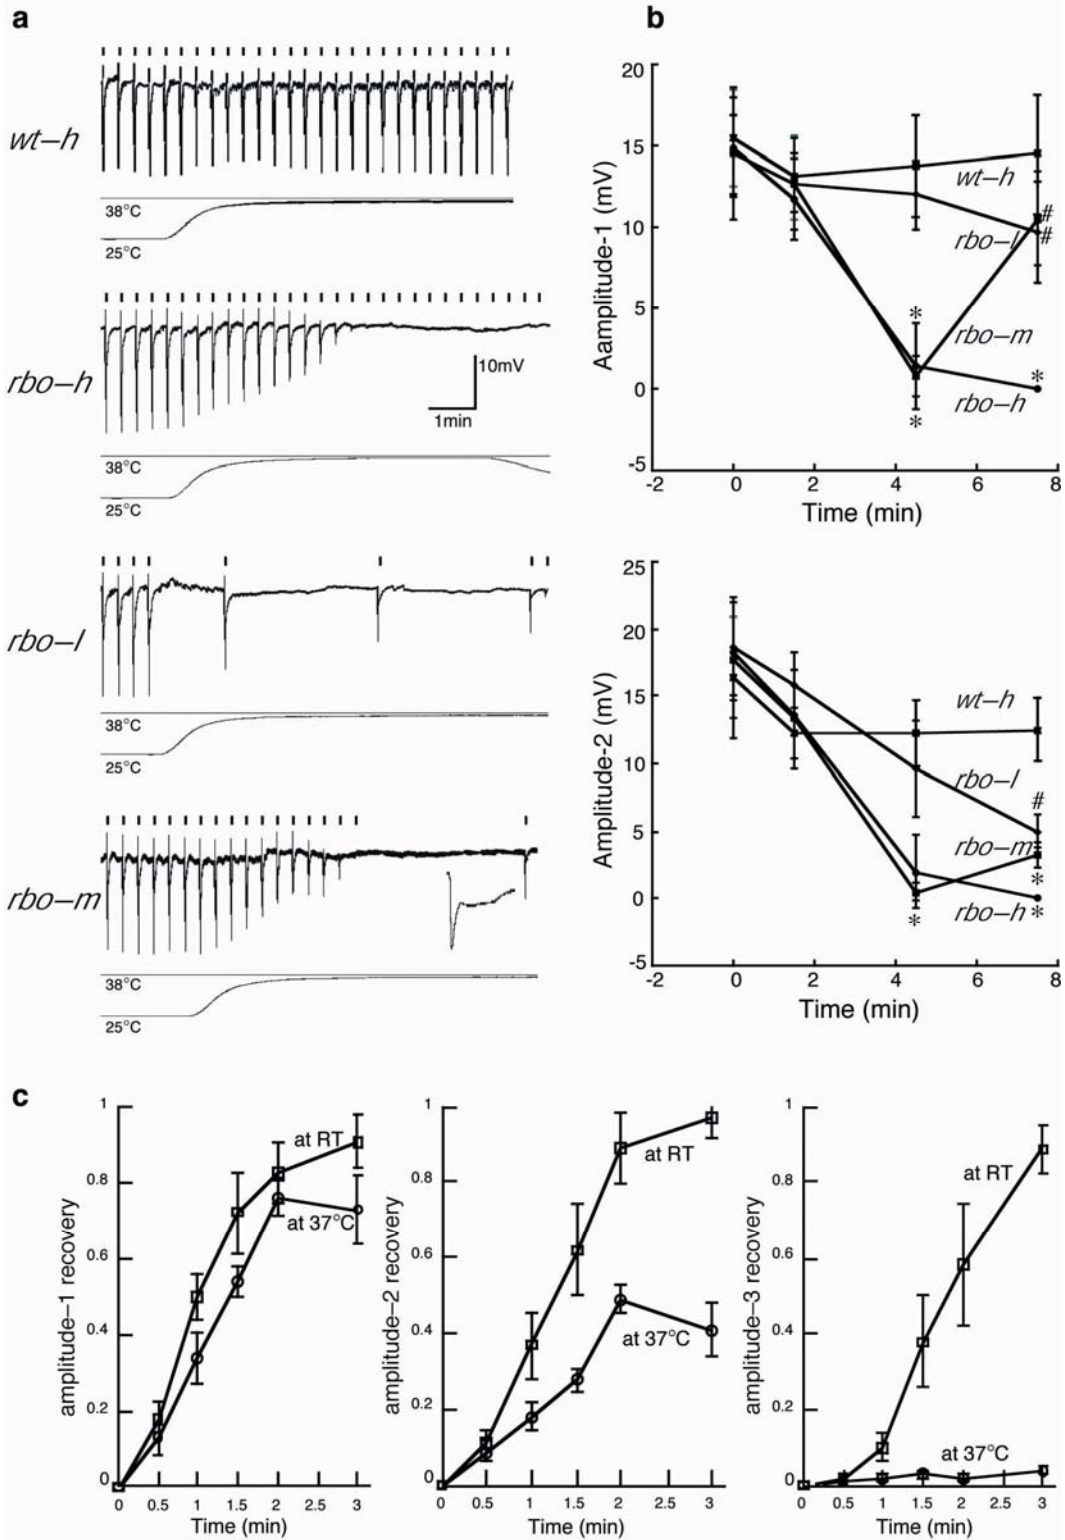 a
wt–h
38°C
25°C
rbo–h
10mV
1min
38°C
25°C
rbo–l
38°C
25°C
rbo–m
38°C
25°C
b
Aamplitude-1 (mV)
20
15
10
5
0
-5
-2 0 2 4 6 8
Time (min)
wt–h
#
rbo–l #
*
rbo–m
*
rbo–h
*
Amplitude-2 (mV)
25
20
15
10
5
0
-5
-2 0 2 4 6 8
Time (min)
wt–h
rbo–l
#
rbo–m
*
rbo–h *
*
c
amplitude–1 recovery
1
0.8
0.6
0.4
0.2
0
0 0.5 1 1.5 2 2.5 3
Time (min)
at RT
at 37°C
amplitude–2 recovery
1
0.8
0.6
0.4
0.2
0
0 0.5 1 1.5 2 2.5 3
Time (min)
at RT
at 37°C
amplitude–3 recovery
1
0.8
0.6
0.4
0.2
0
0 0.5 1 1.5 2 2.5 3
Time (min)
at RT
at 37°C